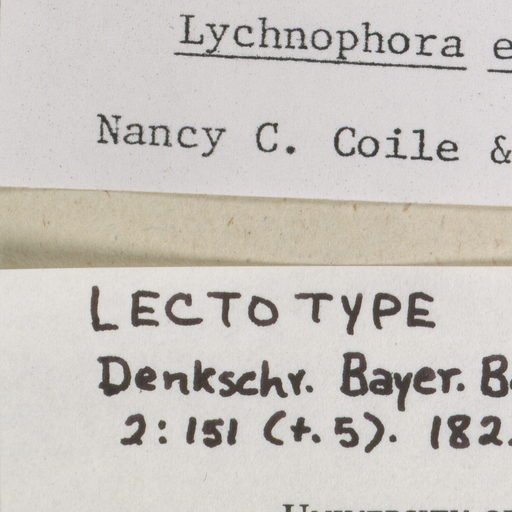 Lychnophora
Nancy C. Coile &
LECTOTYPE
Denkschr. Bayer.
2:151 (t.5). 182